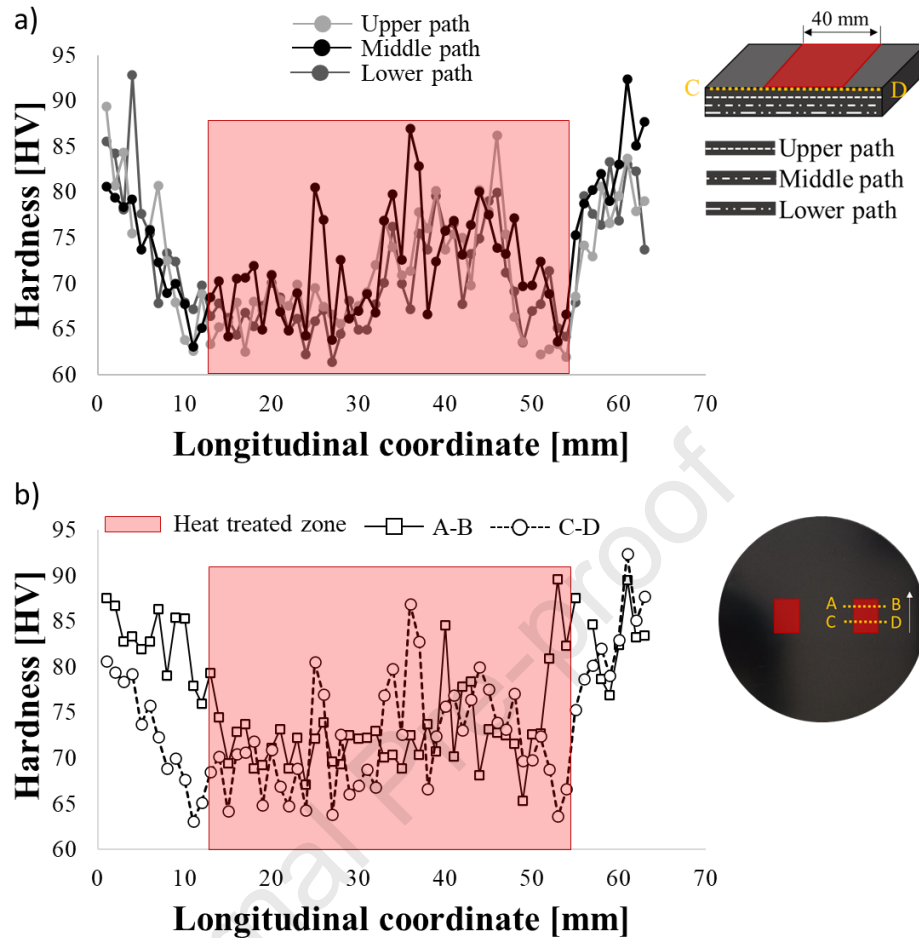 a)
Upper path
Middle path
Lower path
40 mm
C
D
Upper path
Middle path
Lower path
Hardness [HV]
95
90
85
80
75
70
65
60
0 10 20 30 40 50 60 70
Longitudinal coordinate [mm]
b)
Heat treated zone A-B C-D
Hardness [HV]
95
90
85
80
75
70
65
60
0 10 20 30 40 50 60 70
Longitudinal coordinate [mm]
A B
C D
nal Pre-proof